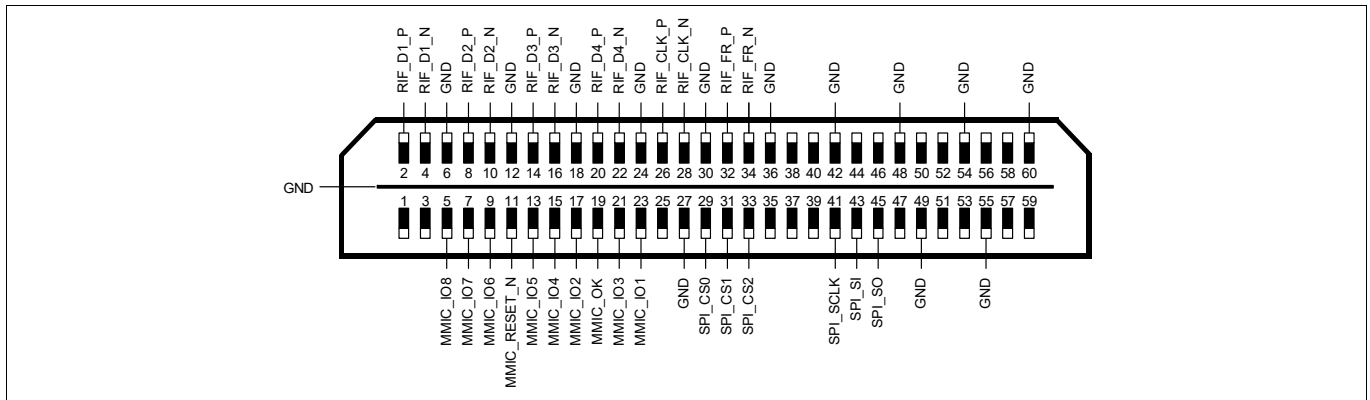 RIF_D1_P
RIF_D1_N
GND
RIF_D2_P
RIF_D2_N
GND
RIF_D3_P
RIF_D3_N
GND
RIF_D4_P
RIF_D4_N
GND
RIF_CLK_P
RIF_CLK_N
GND
RIF_FR_P
RIF_FR_N
GND
GND
GND
GND
GND
2 4 6 8 10 12 14 16 18 20 22 24 26 28 30 32 34 36 38 40 42 44 46 48 50 52 54 56 58 60
GND
1 3 5 7 9 11 13 15 17 19 21 23 25 27 29 31 33 35 37 39 41 43 45 47 49 51 53 55 57 59
MMIC_IO8
MMIC_IO7
MMIC_IO6
MMIC_RESET_N
MMIC_IO5
MMIC_IO4
MMIC_IO2
MMIC_OK
MMIC_IO3
MMIC_IO1
GND
SPI_CS0
SPI_CS1
SPI_CS2
SPI_SCLK
SPI_SI
SPI_SO
GND
GND